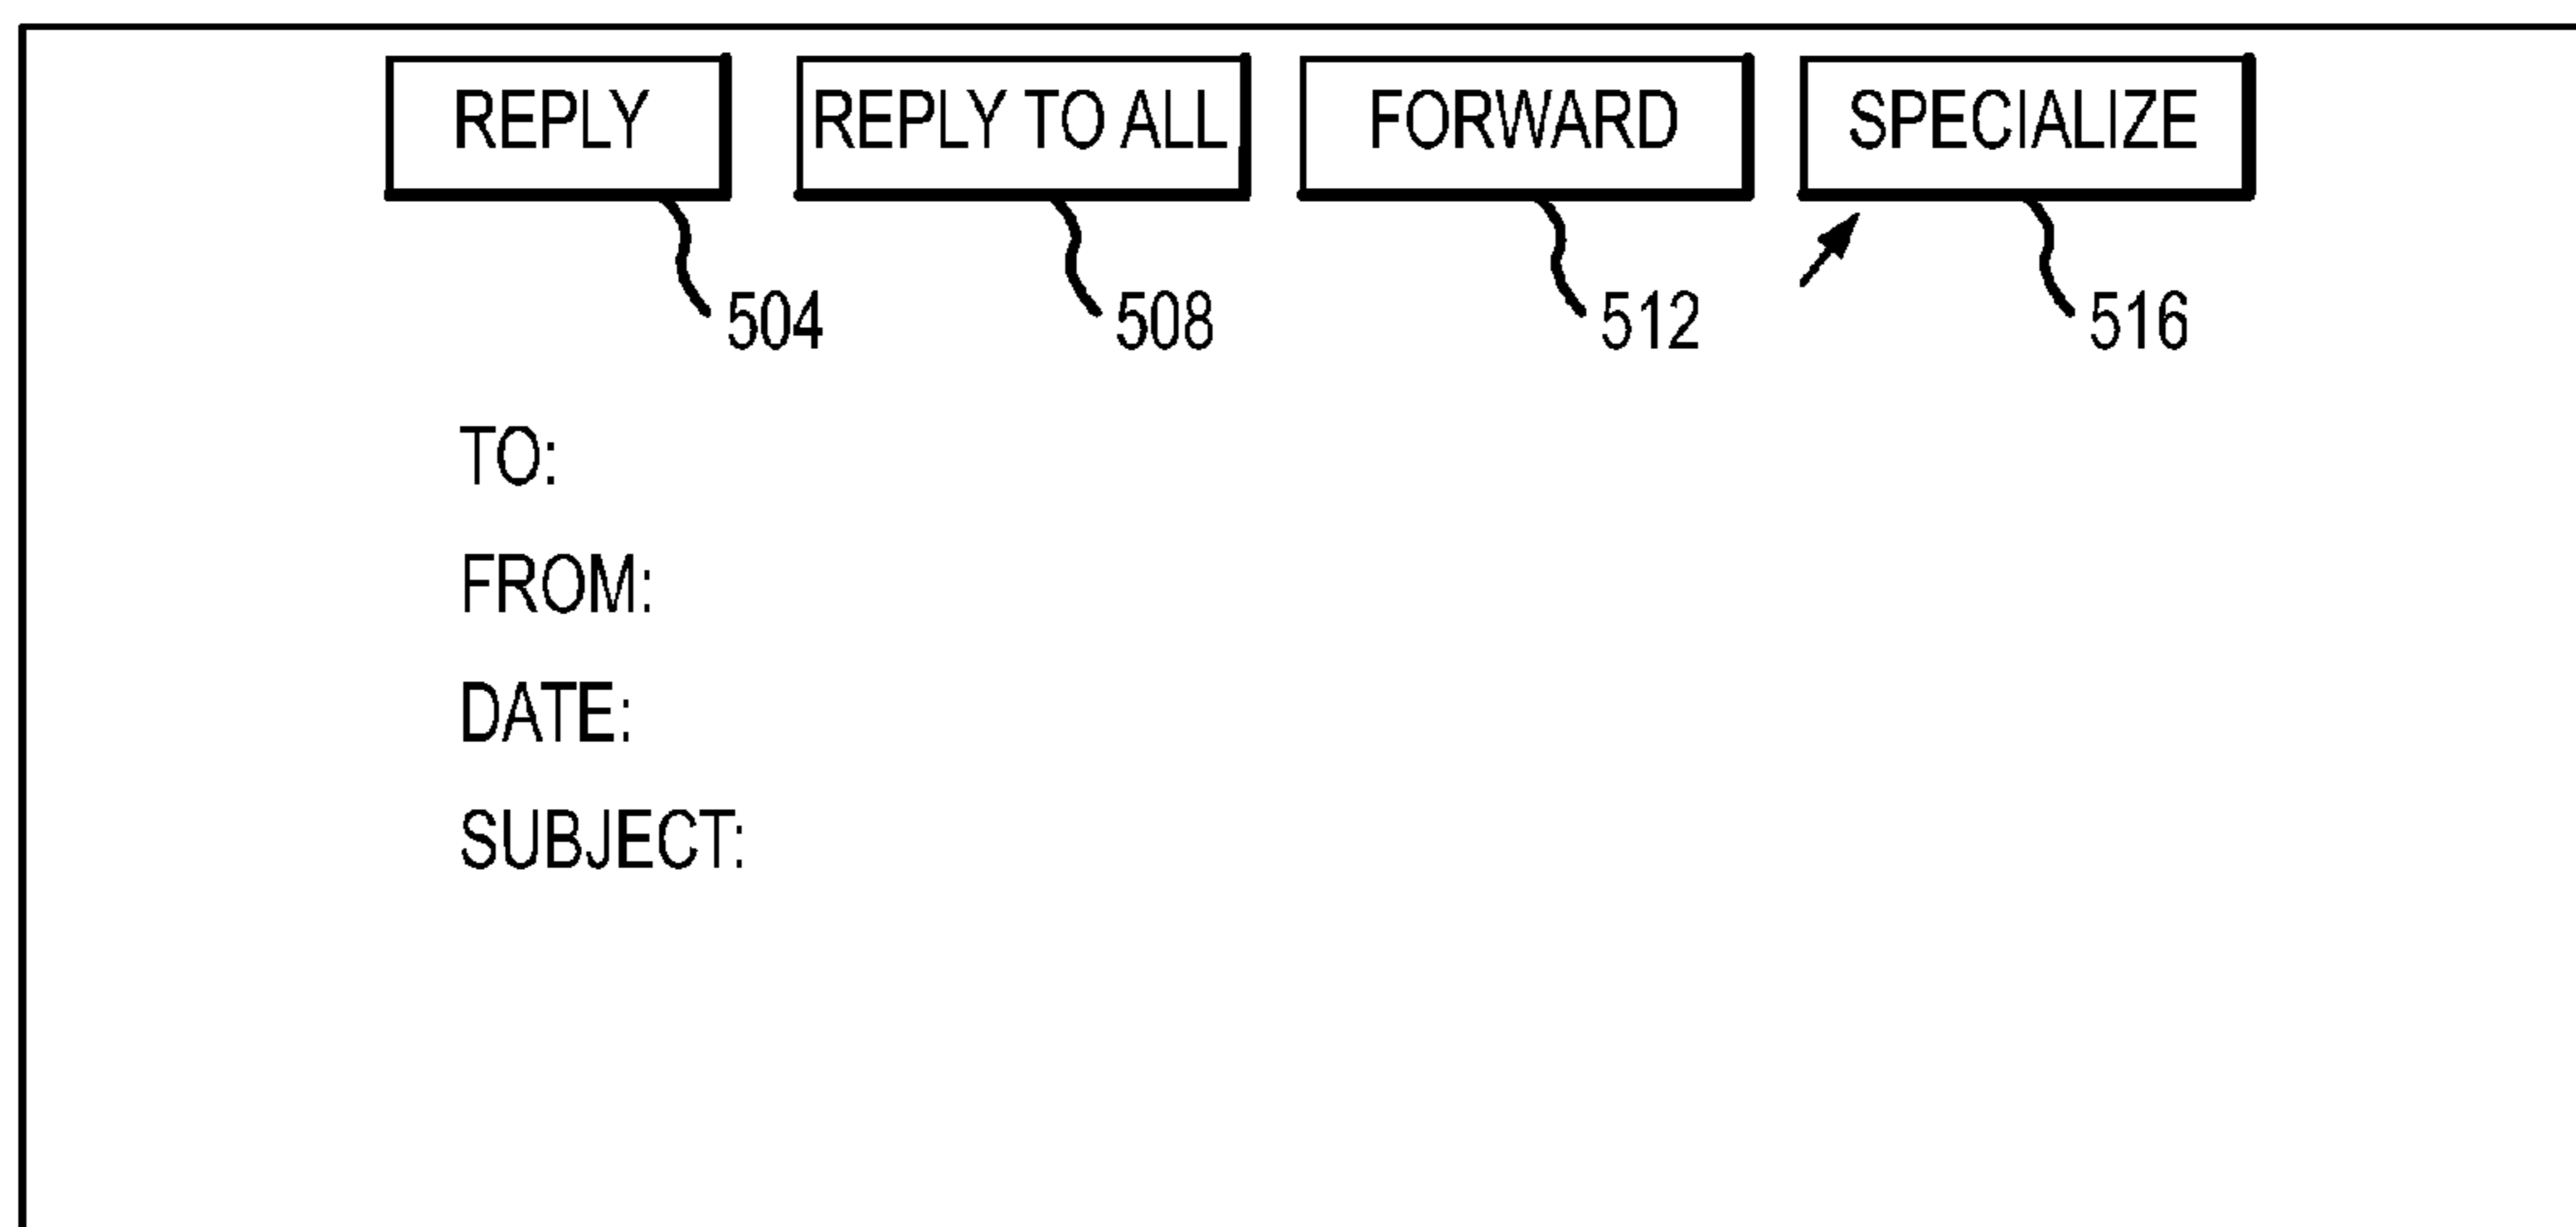 REPLY REPLY TO ALL FORWARD SPECIALIZE
504 508 512 516
TO:
FROM:
DATE:
SUBJECT: